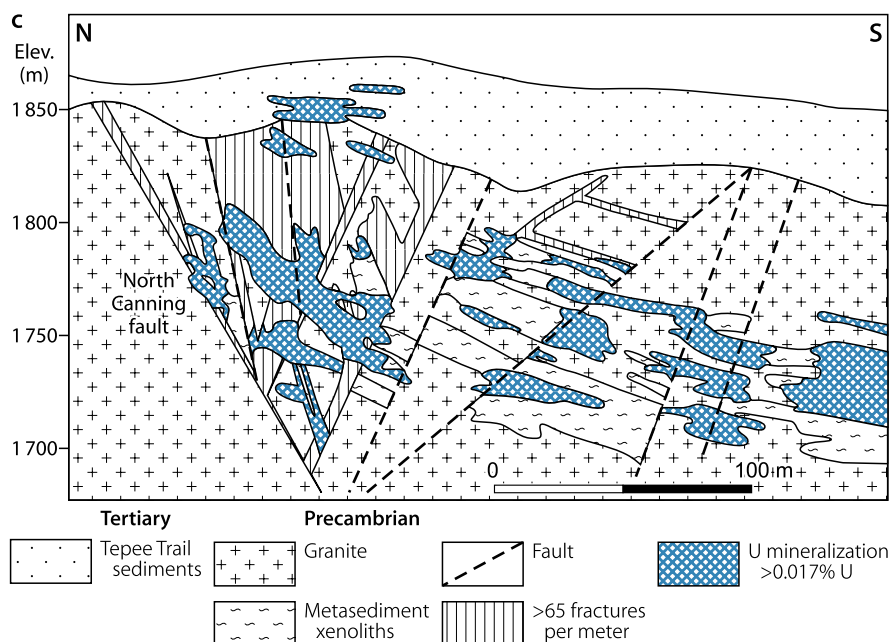 c
N
S
Elev.
(m)
1 850
1 800
1 750
1 700
North
Canning
fault
0
100 m
Tertiary
Precambrian
Tepee Trail
sediments
Granite
Fault
U mineralization
>0.017% U
Metasediment
xenoliths
>65 fractures
per meter